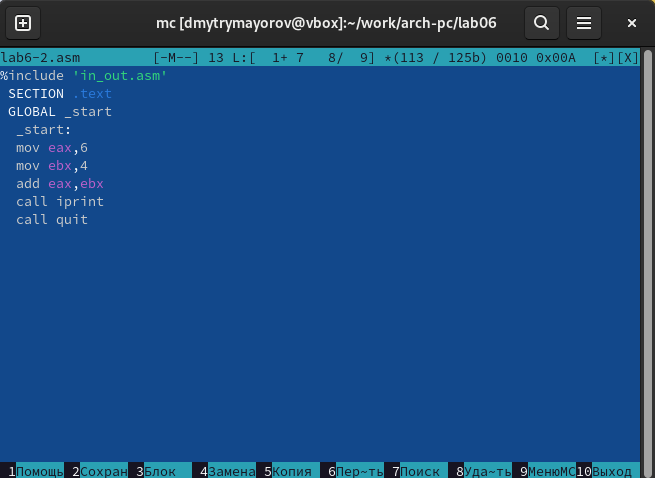 mc [dmytrymayorov@vbox]:~/work/arch-pc/lab06
lab6-2.asm [-M--] 13 L:[ 1+ 7 8/ 9] *(113 / 125b) 0010 0x00A [*][X]
%include 'in_out.asm'
SECTION .text
GLOBAL _start
_start:
mov eax,6
mov ebx,4
add eax,ebx
call iprint
call quit
1Помощь 2Сохран 3Блок 4Замена 5Копия 6Пер~ть 7Поиск 8Уда~ть 9МенюMC 10Выход